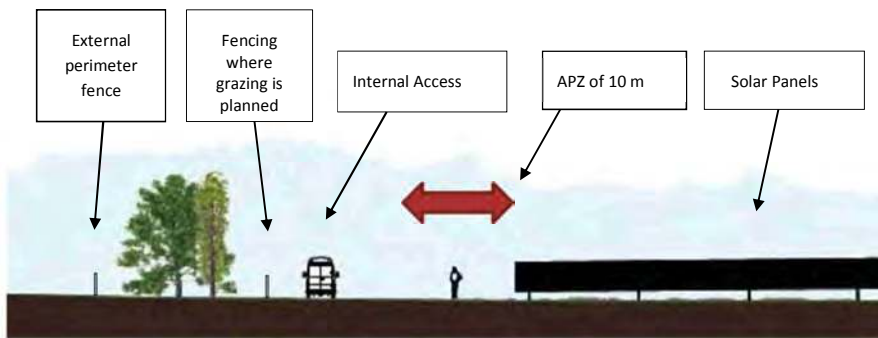 External
perimeter
fence
Fencing
where
grazing is
planned
Internal Access
APZ of 10 m
Solar Panels